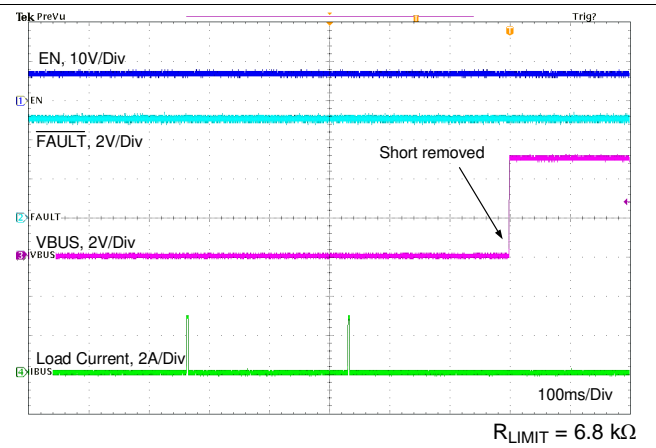 Tek PreVu
Trig?
T
T
EN, 10V/Div
1 EN
FAULT, 2V/Div
Short removed
2 FAULT
VBUS, 2V/Div
3 VBUS
Load Current, 2A/Div
4 IBUS
100ms/Div
RLIMIT = 6.8 kΩ